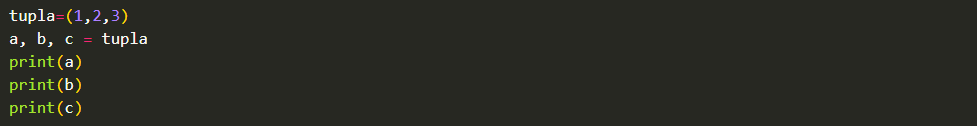 tupla=(1,2,3)
a, b, c = tupla
print(a)
print(b)
print(c)